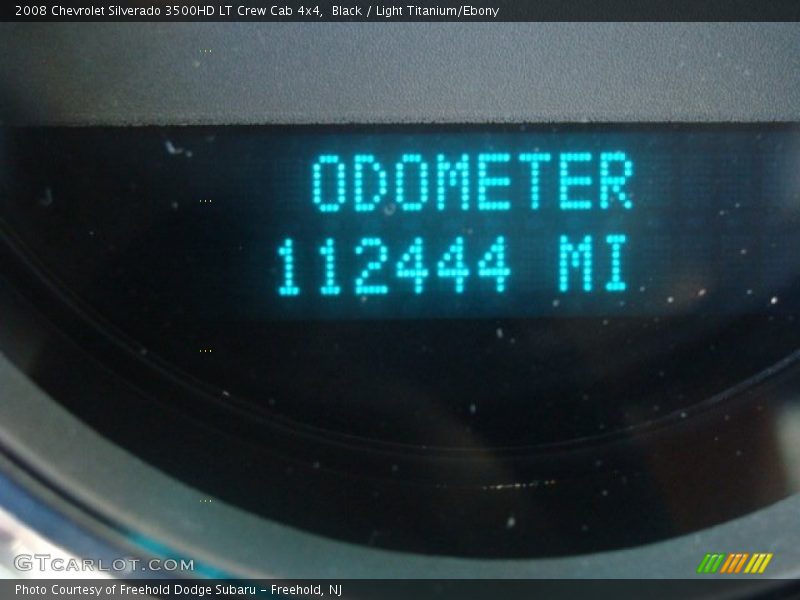 2008 Chevrolet Silverado 3500HD LT Crew Cab 4x4,  Black / Light Titanium/Ebony
ODOMETER
112444 MI
GTCARLOT.COM
Photo Courtesy of Freehold Dodge Subaru - Freehold, NJ